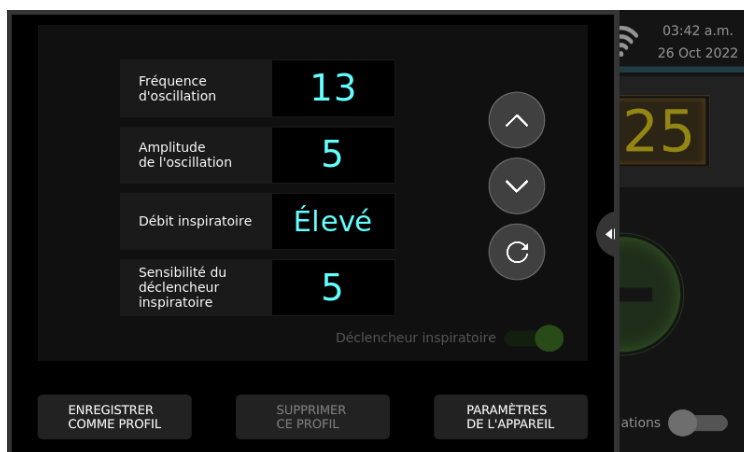 03:42 a.m.
26 Oct 2022
25
Fréquence
d'oscillation
13
Amplitude
de l'oscillation
5
Débit inspiratoire
Élevé
Sensibilité du
déclencheur
inspiratoire
5
Déclencheur inspiratoire
ENREGISTRER
COMME PROFIL
SUPPRIMER
CE PROFIL
PARAMÈTRES
DE L'APPAREIL